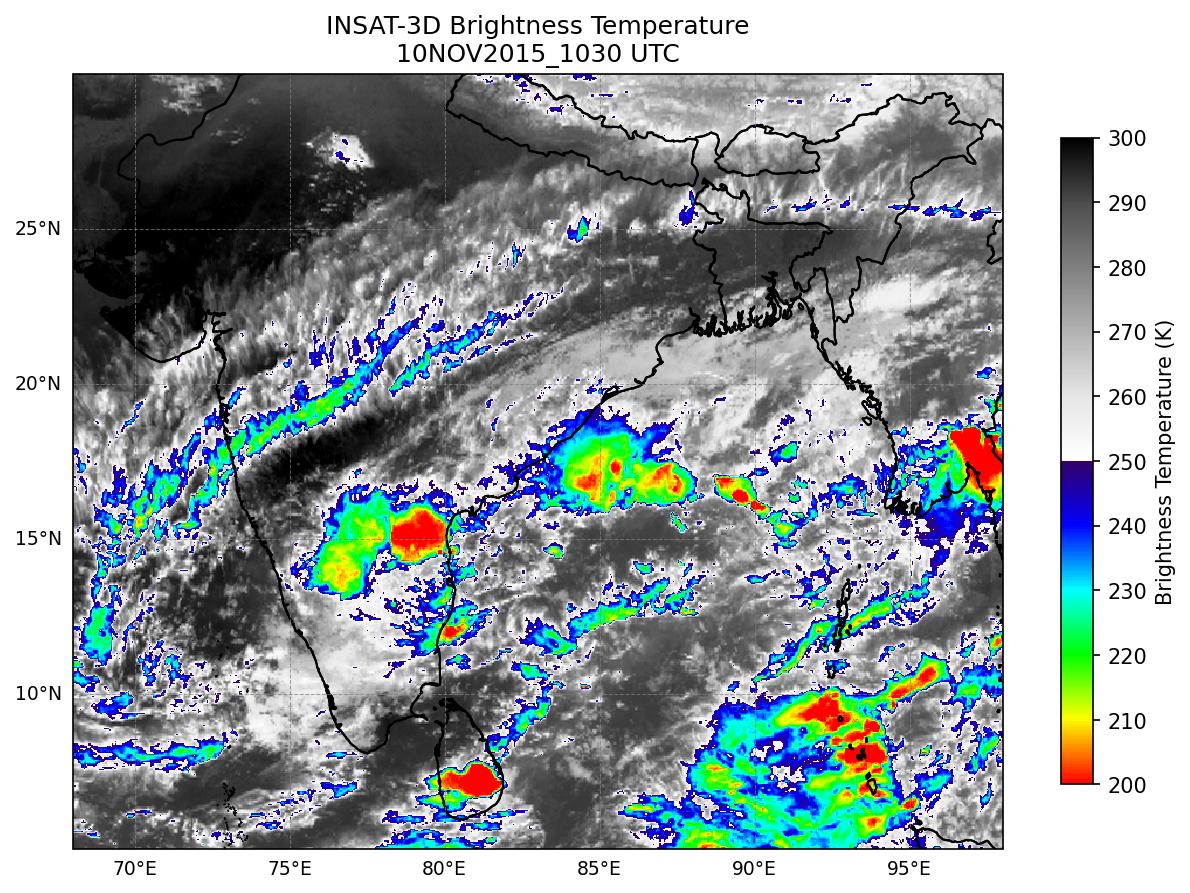 INSAT-3D Brightness Temperature
10NOV2015_1030 UTC
25°N
20°N
15°N
10°N
70°E
75°E
80°E
85°E
90°E
95°E
300
290
280
270
260
250
240
230
220
210
200
Brightness Temperature (K)